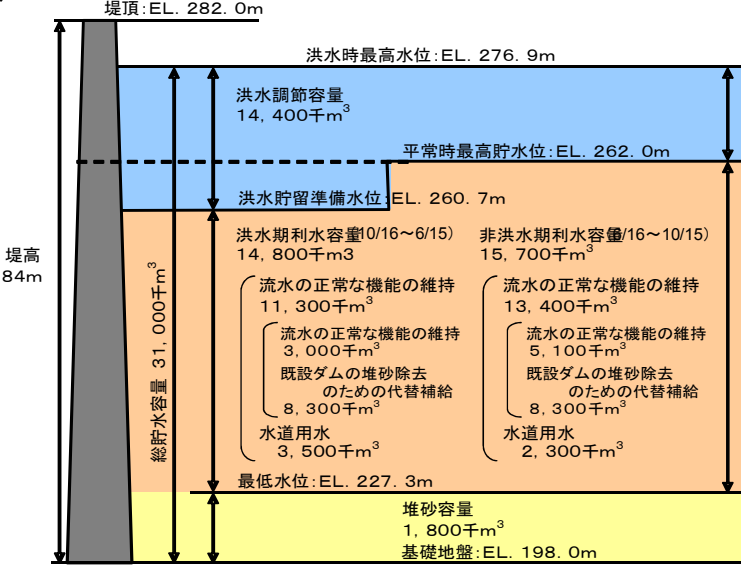 堤頂:EL. 282. 0m
洪水時最高水位:EL. 276. 9m
洪水調節容量
14, 400千m³
平常時最高貯水位:EL. 262. 0m
洪水貯留準備水位:EL. 260. 7m
堤高
84m
総貯水容量 31, 000千m³
洪水期利水容量(10/16～6/15)
14, 800千m3
流水の正常な機能の維持
11, 300千m³
流水の正常な機能の維持
3, 000千m³
既設ダムの堆砂除去
のための代替補給
8, 300千m³
水道用水
3, 500千m³
非洪水期利水容量(6/16～10/15)
15, 700千m³
流水の正常な機能の維持
13, 400千m³
流水の正常な機能の維持
5, 100千m³
既設ダムの堆砂除去
のための代替補給
8, 300千m³
水道用水
2, 300千m³
最低水位:EL. 227. 3m
堆砂容量
1, 800千m³
基礎地盤:EL. 198. 0m